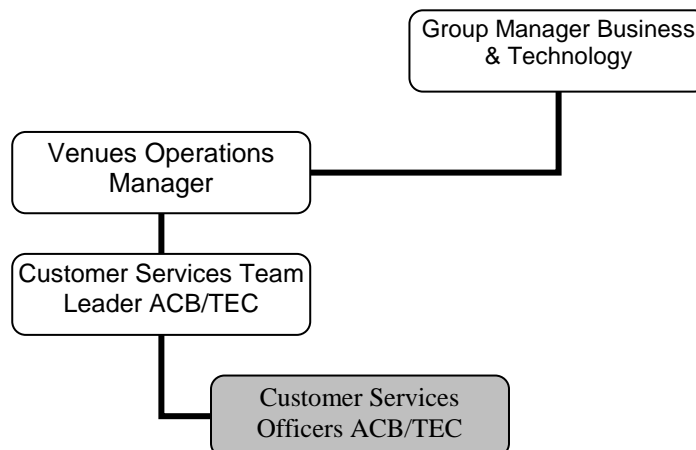 Group Manager Business
& Technology
Venues Operations
Manager
Customer Services Team
Leader ACB/TEC
Customer Services
Officers ACB/TEC